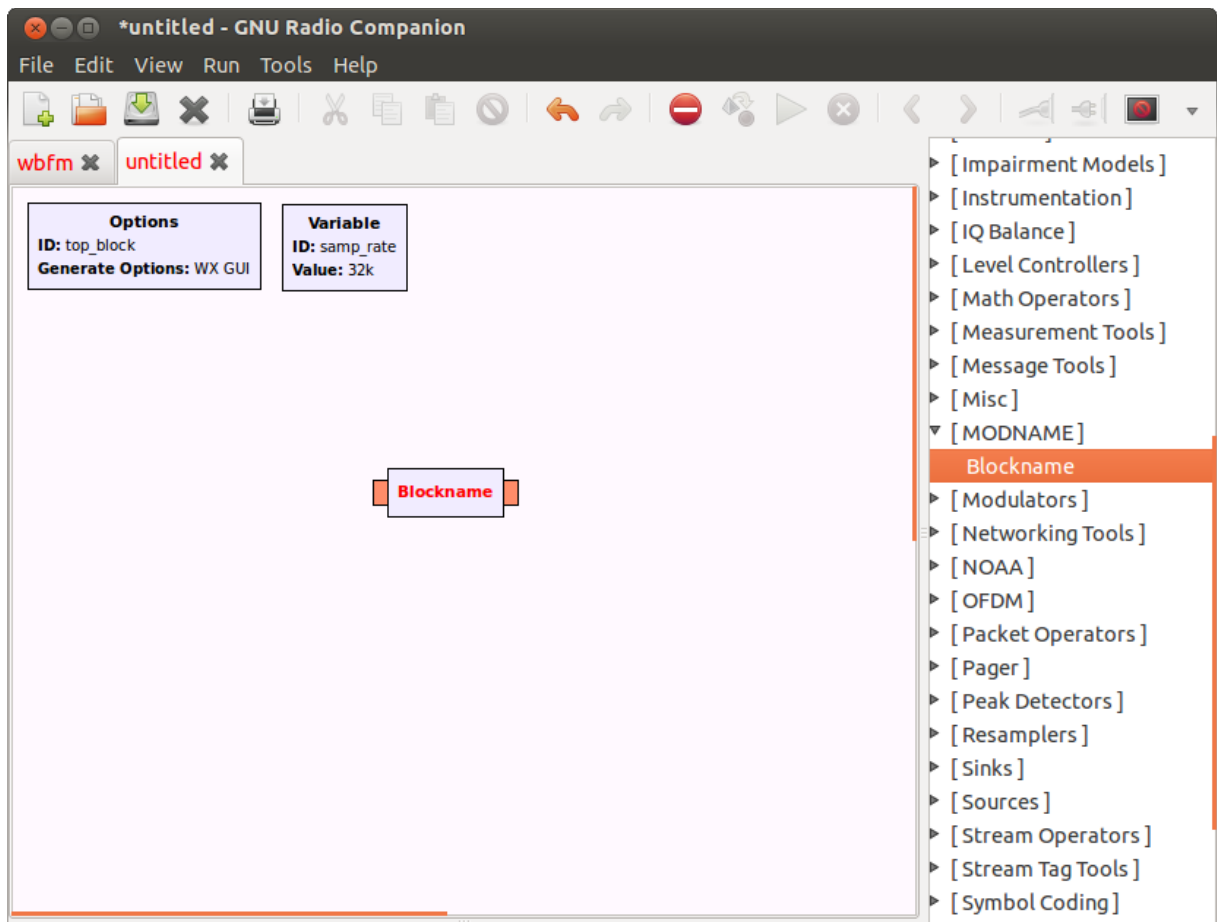 *untitled - GNU Radio Companion
File Edit View Run Tools Help
wbfm untitled
Options
ID: top_block
Generate Options: WX GUI
Variable
ID: samp_rate
Value: 32k
Blockname
[ Impairment Models ]
[ Instrumentation ]
[ IQ Balance ]
[ Level Controllers ]
[ Math Operators ]
[ Measurement Tools ]
[ Message Tools ]
[ Misc ]
[ MODNAME ]
Blockname
[ Modulators ]
[ Networking Tools ]
[ NOAA ]
[ OFDM ]
[ Packet Operators ]
[ Pager ]
[ Peak Detectors ]
[ Resamplers ]
[ Sinks ]
[ Sources ]
[ Stream Operators ]
[ Stream Tag Tools ]
[ Symbol Coding ]